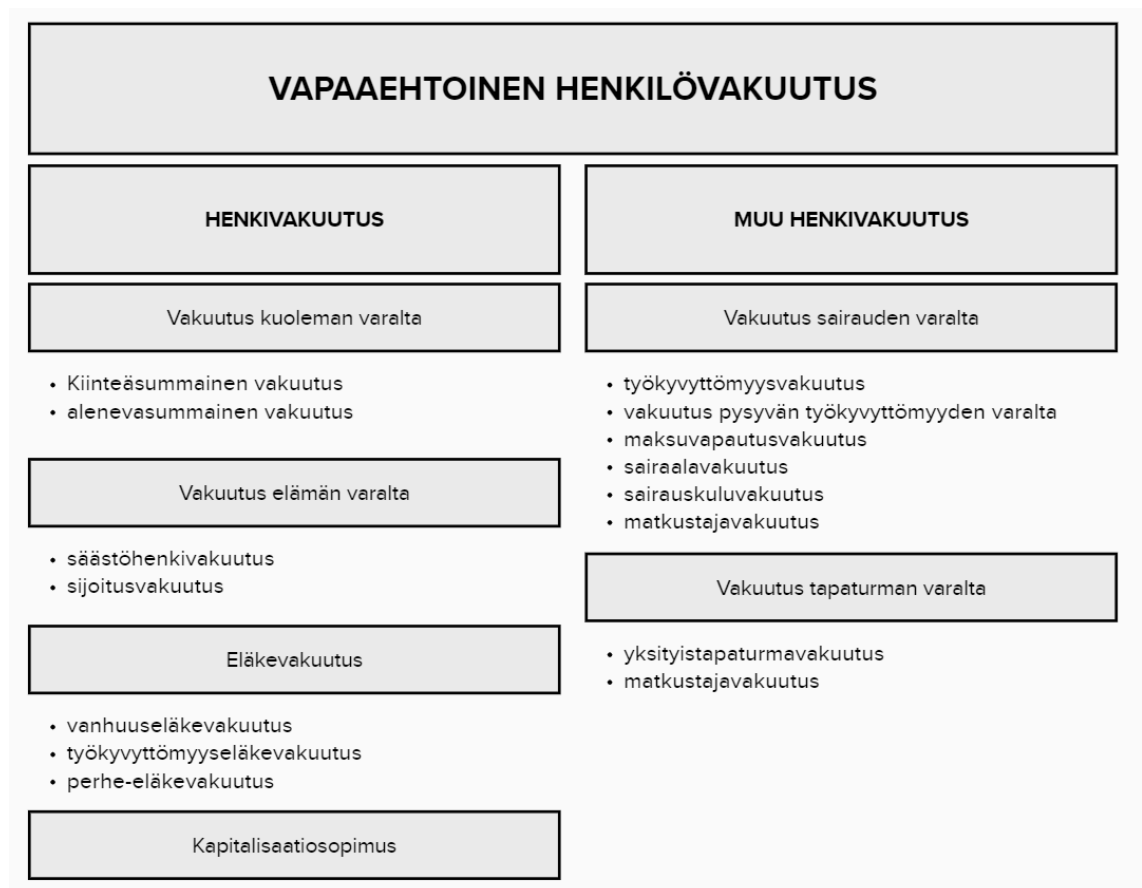 VAPAAEHTOINEN HENKILÖVAKUUTUS
HENKIVAKUUTUS
Vakuutus kuoleman varalta
• Kiinteäsummainen vakuutus
• alenevasummainen vakuutus
Vakuutus elämän varalta
• säästöhenkivakuutus
• sijoitusvakuutus
Eläkevakuutus
• vanhuuseläkevakuutus
• työkyvyttömyyseläkevakuutus
• perhe-eläkevakuutus
Kapitalisaatiosopimus
MUU HENKIVAKUUTUS
Vakuutus sairauden varalta
• työkyvyttömyysvakuutus
• vakuutus pysyvän työkyvyttömyyden varalta
• maksuvapautusvakuutus
• sairaalavakuutus
• sairauskuluvakuutus
• matkustajavakuutus
Vakuutus tapaturman varalta
• yksityistapaturmavakuutus
• matkustajavakuutus